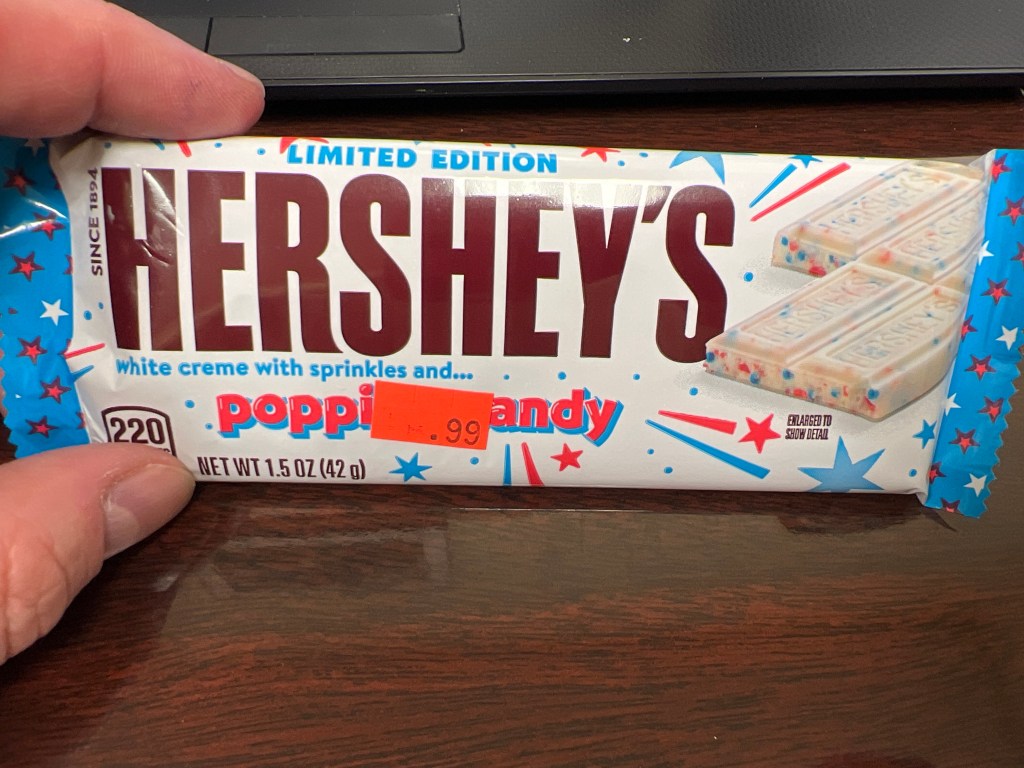 LIMITED EDITION
SINCE 1894
HERSHEY'S
white creme with sprinkles and...
poppi andy
.99
220
NET WT 1.5 OZ (42 g)
ENLARGED TO
SHOW DETAIL
HERSHEY'S